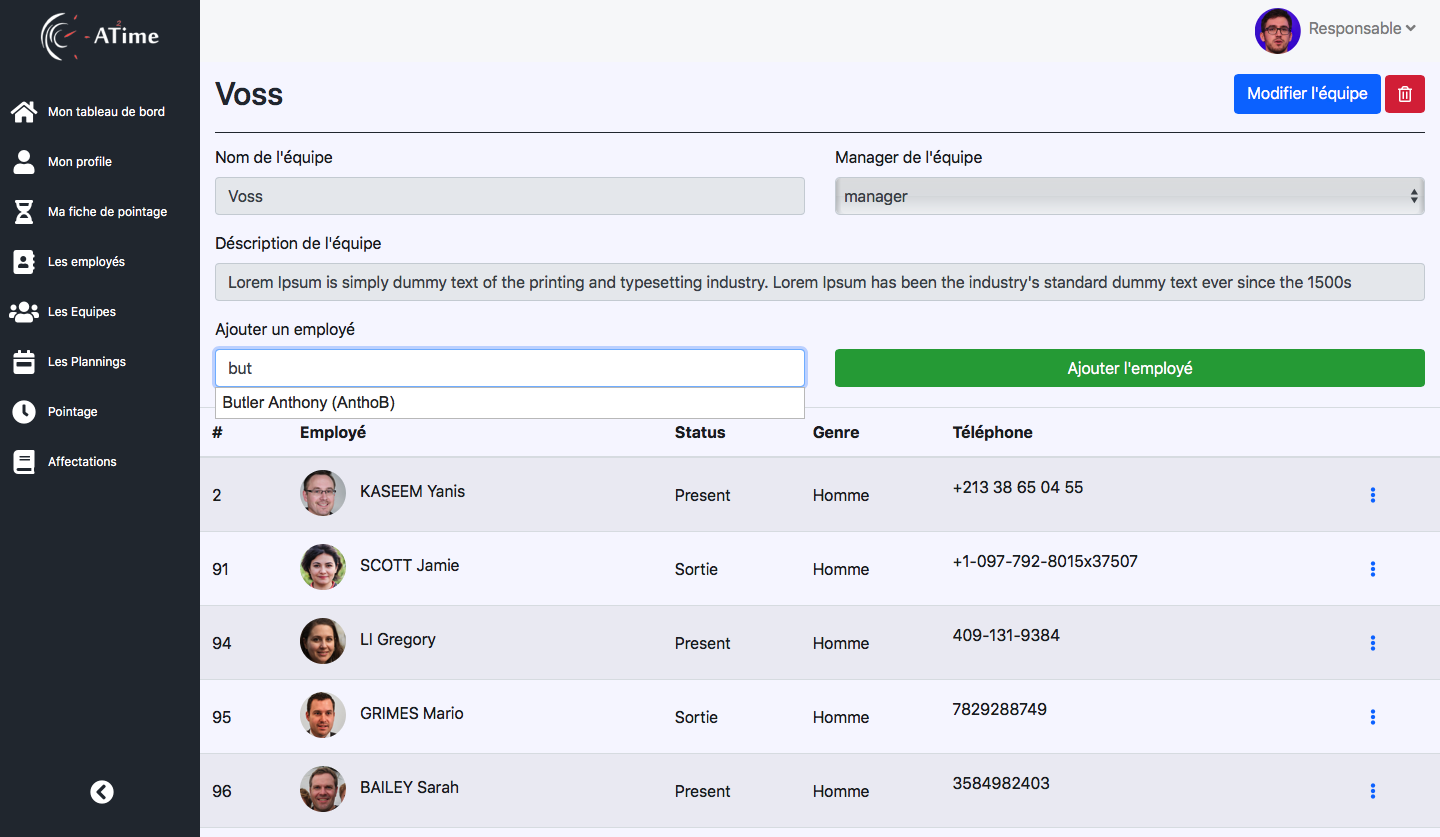 ATime
2
Responsable
Mon tableau de bord
Mon profile
Ma fiche de pointage
Les employés
Les Equipes
Les Plannings
Pointage
Affectations
Voss
Modifier l'équipe
Nom de l'équipe
Manager de l'équipe
Voss
manager
Déscription de l'équipe
Lorem Ipsum is simply dummy text of the printing and typesetting industry. Lorem Ipsum has been the industry's standard dummy text ever since the 1500s
Ajouter un employé
but
Ajouter l'employé
Butler Anthony (AnthoB)
# Employé Status Genre Téléphone
2 KASEEM Yanis Present Homme +213 38 65 04 55
91 SCOTT Jamie Sortie Homme +1-097-792-8015x37507
94 LI Gregory Present Homme 409-131-9384
95 GRIMES Mario Sortie Homme 7829288749
96 BAILEY Sarah Present Homme 3584982403